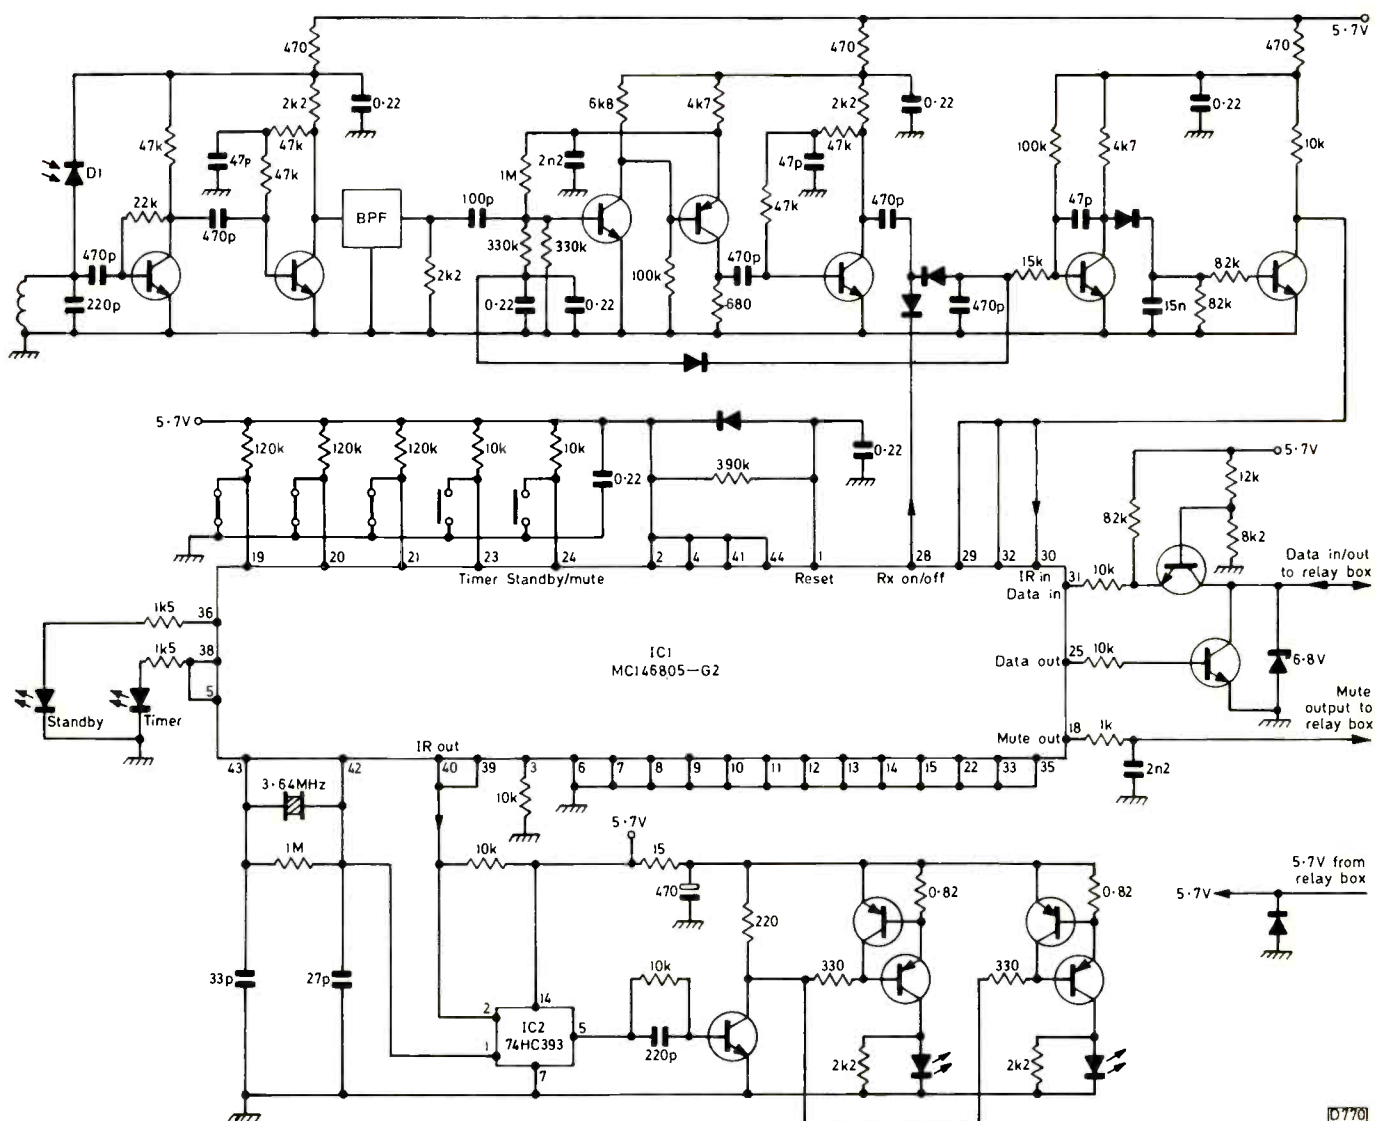 5·7V
470
470
470
2k2
0·22
6k8
4k7
2k2
0·22
0·22
47k
47k
47p
47k
D1
22k
470p
470p
220p
BPF
2k2
100p
1M
2n2
330k
330k
0·22
0·22
100k
470p
680
47p
47k
47k
470p
470p
100k
4k7
10k
47p
15k
82k
15n
82k
5·7V
120k
120k
120k
10k
10k
0·22
390k
0·22
19
20
21
23
24
2
4
41
44
1
28
29
32
30
Timer
Standby/mute
Reset
Rx on/off
IR in
Data in
31
10k
82k
12k
8k2
5·7V
Data in/out
to relay box
36
1k5
38
1k5
5
Standby
Timer
IC1
MC146805–G2
Data out
25
10k
6·8V
Mute
output to
relay box
Mute out
18
1k
2n2
IR out
43
42
40
39
3
6
7
8
9
10
11
12
13
14
15
22
33
35
3·64MHz
1M
10k
10k
5·7V
15
470
220
0·82
0·82
5·7V from
relay box
5·7V
33p
27p
2
1
14
IC2
74HC393
5
7
10k
220p
330
330
2k2
2k2
D770